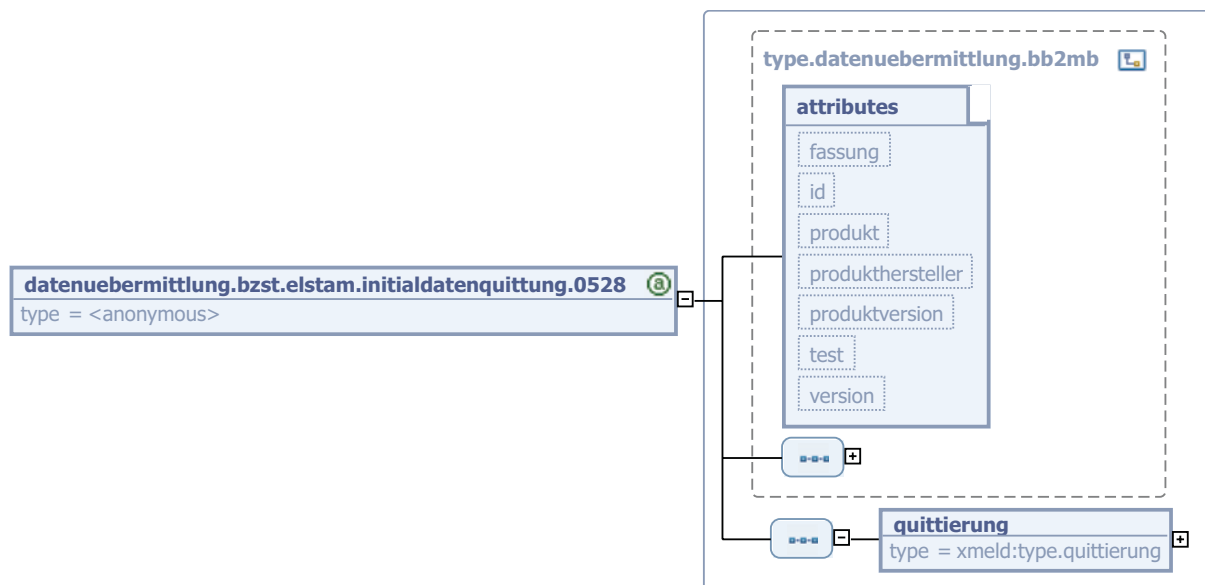 type.datenuebermittlung.bb2mb
attributes
fassung
id
produkt
produkthersteller
produktversion
test
version
datenuebermittlung.bzst.elstam.initialdatenquittung.0528
a
type = <anonymous>
quittierung
type = xmeld:type.quittierung